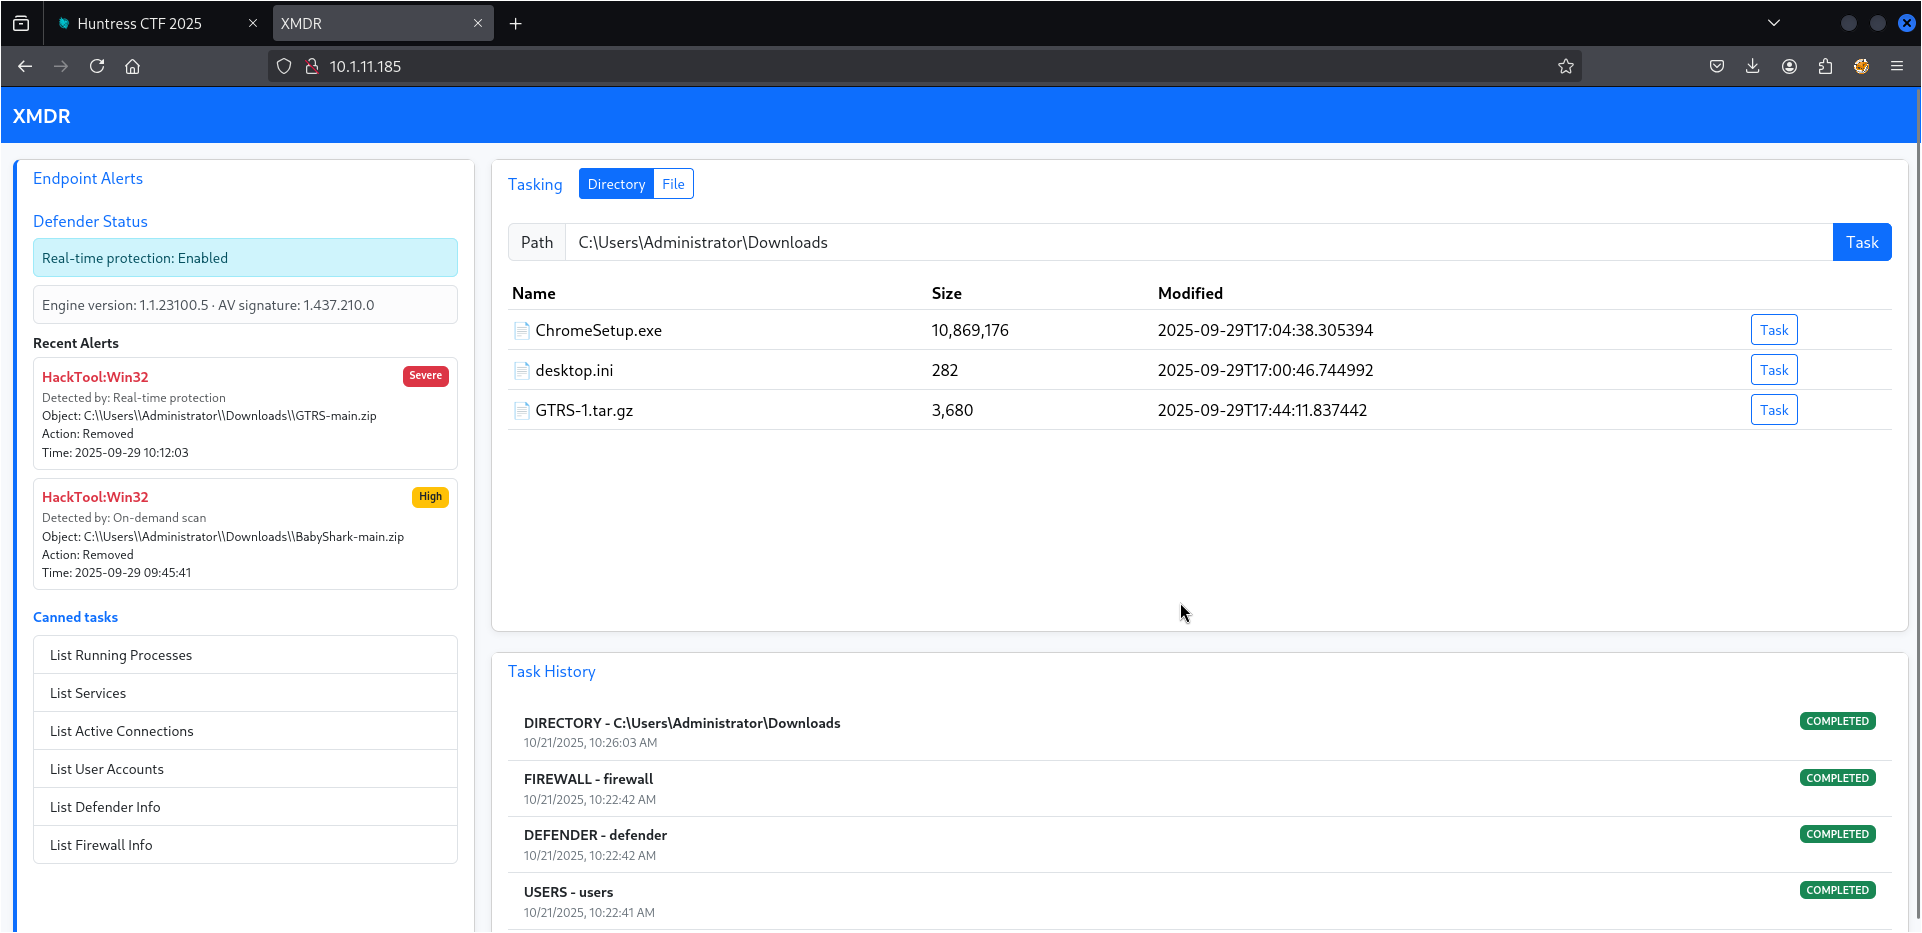 Huntress CTF 2025
XMDR
10.1.11.185
XMDR
Endpoint Alerts
Defender Status
Real-time protection: Enabled
Engine version: 1.1.23100.5 · AV signature: 1.437.210.0
Recent Alerts
HackTool:Win32 Severe
Detected by: Real-time protection
Object: C:\\Users\\Administrator\\Downloads\\GTRS-main.zip
Action: Removed
Time: 2025-09-29 10:12:03
HackTool:Win32 High
Detected by: On-demand scan
Object: C:\\Users\\Administrator\\Downloads\\BabyShark-main.zip
Action: Removed
Time: 2025-09-29 09:45:41
Canned tasks
List Running Processes
List Services
List Active Connections
List User Accounts
List Defender Info
List Firewall Info
Tasking Directory File
Path C:\Users\Administrator\Downloads Task
Name Size Modified
ChromeSetup.exe 10,869,176 2025-09-29T17:04:38.305394 Task
desktop.ini 282 2025-09-29T17:00:46.744992 Task
GTRS-1.tar.gz 3,680 2025-09-29T17:44:11.837442 Task
Task History
DIRECTORY - C:\Users\Administrator\Downloads COMPLETED
10/21/2025, 10:26:03 AM
FIREWALL - firewall COMPLETED
10/21/2025, 10:22:42 AM
DEFENDER - defender COMPLETED
10/21/2025, 10:22:42 AM
USERS - users COMPLETED
10/21/2025, 10:22:41 AM